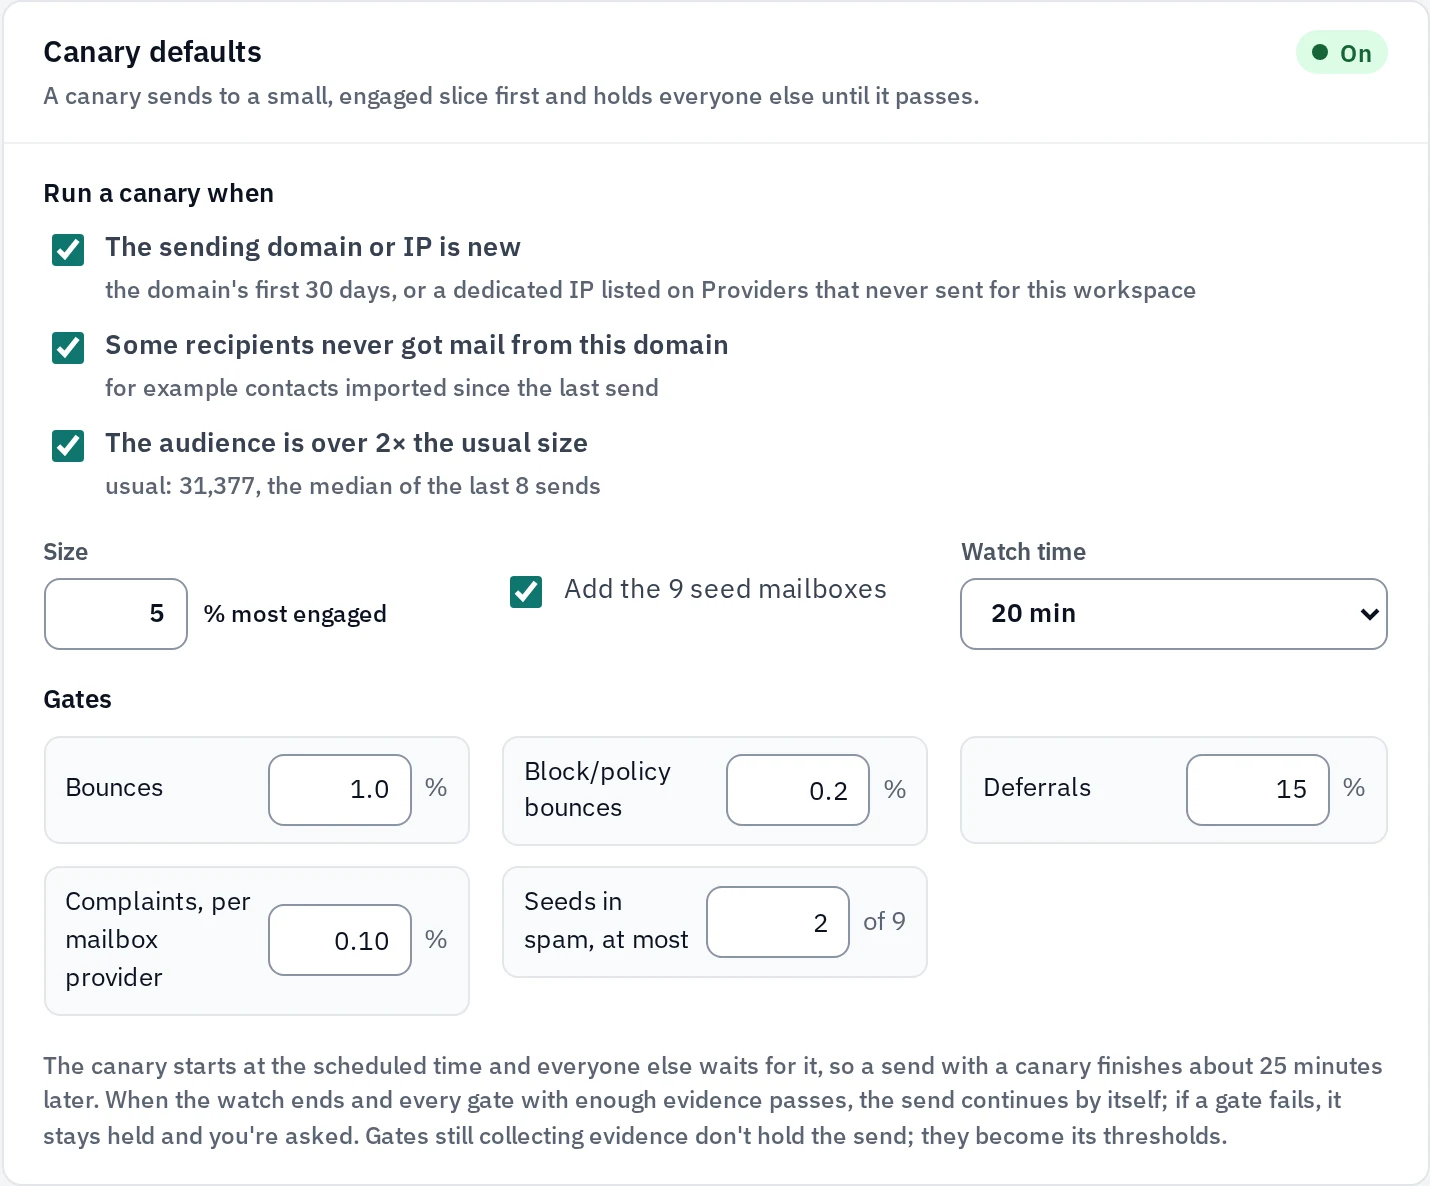 Canary defaults
On
A canary sends to a small, engaged slice first and holds everyone else until it passes.
Run a canary when
The sending domain or IP is new
the domain's first 30 days, or a dedicated IP listed on Providers that never sent for this workspace
Some recipients never got mail from this domain
for example contacts imported since the last send
The audience is over 2× the usual size
usual: 31,377, the median of the last 8 sends
Size
5 % most engaged
Add the 9 seed mailboxes
Watch time
20 min
Gates
Bounces 1.0 %
Block/policy
bounces
0.2 %
Deferrals 15 %
Complaints, per
mailbox
provider
0.10 %
Seeds in
spam, at most
2 of 9
The canary starts at the scheduled time and everyone else waits for it, so a send with a canary finishes about 25 minutes
later. When the watch ends and every gate with enough evidence passes, the send continues by itself; if a gate fails, it
stays held and you're asked. Gates still collecting evidence don't hold the send; they become its thresholds.